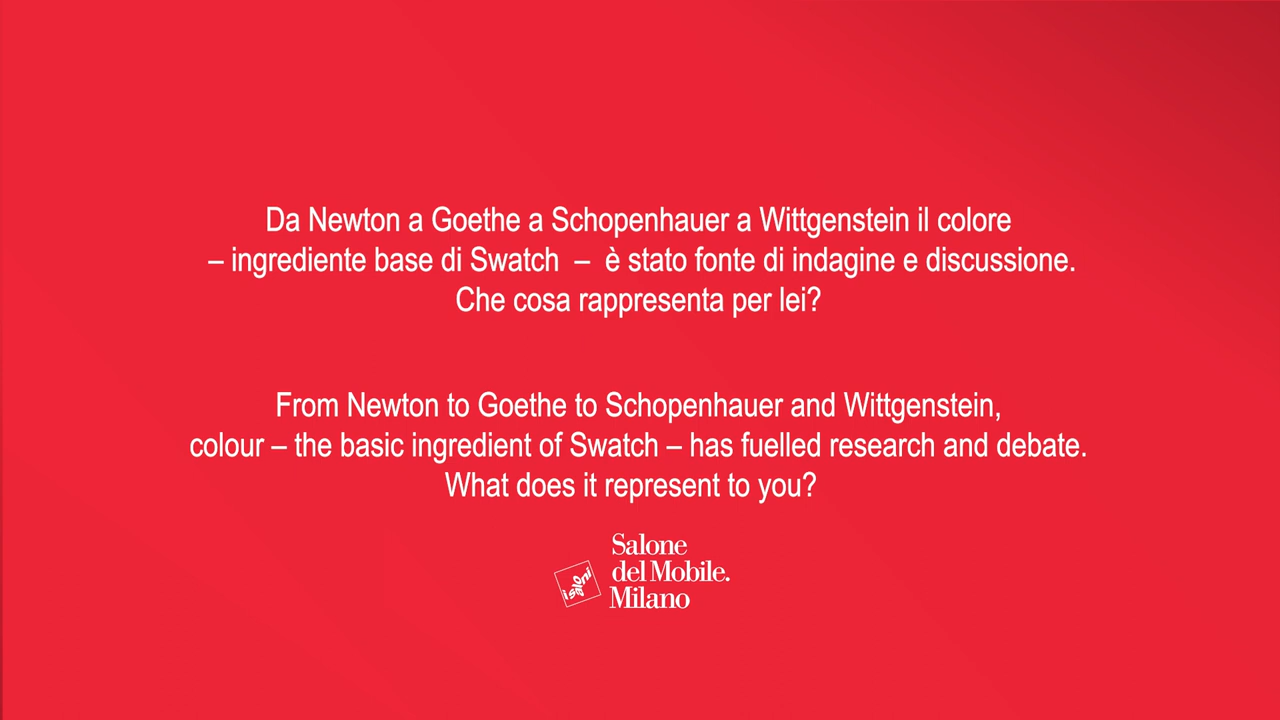 Da Newton a Goethe a Schopenhauer a Wittgenstein il colore
– ingrediente base di Swatch – è stato fonte di indagine e discussione.
Che cosa rappresenta per lei?
From Newton to Goethe to Schopenhauer and Wittgenstein,
colour – the basic ingredient of Swatch – has fuelled research and debate.
What does it represent to you?
i saloni
Salone
del Mobile.
Milano